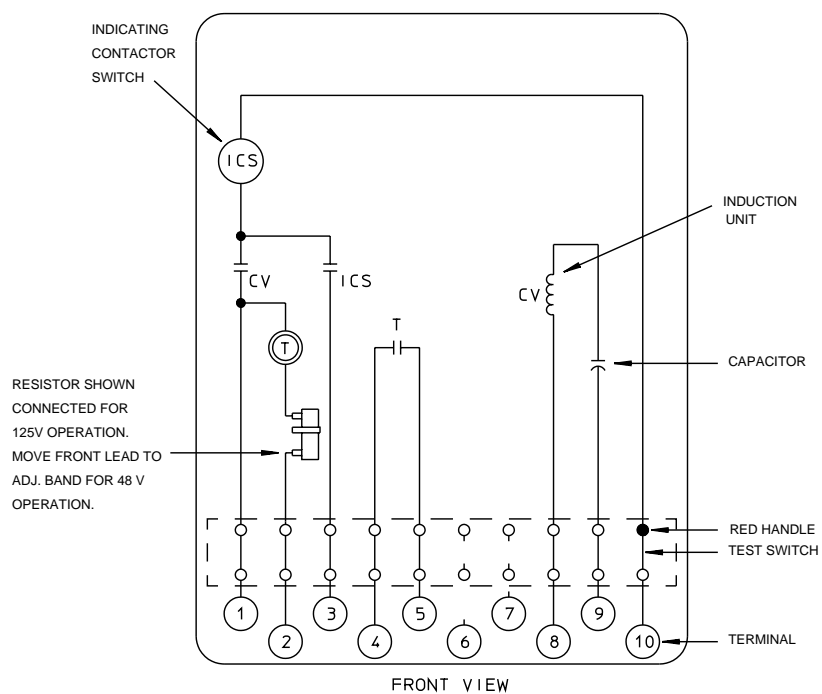 INDICATING
CONTACTOR
SWITCH
ICS
INDUCTION
UNIT
CV
ICS
CV
T
T
CAPACITOR
RESISTOR SHOWN
CONNECTED FOR
125V OPERATION.
MOVE FRONT LEAD TO
ADJ. BAND FOR 48 V
OPERATION.
RED HANDLE
TEST SWITCH
1
2
3
4
5
6
7
8
9
10
TERMINAL
FRONT VIEW